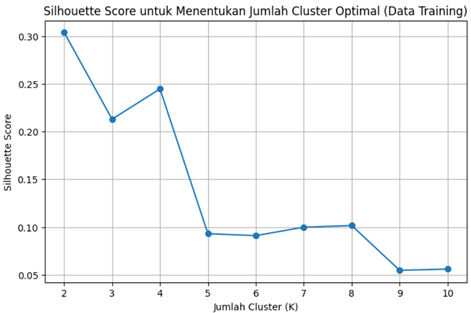 Silhouette Score untuk Menentukan Jumlah Cluster Optimal (Data Training)
0.30
0.25
0.20
0.15
0.10
0.05
Silhouette Score
2 3 4 5 6 7 8 9 10
Jumlah Cluster (K)